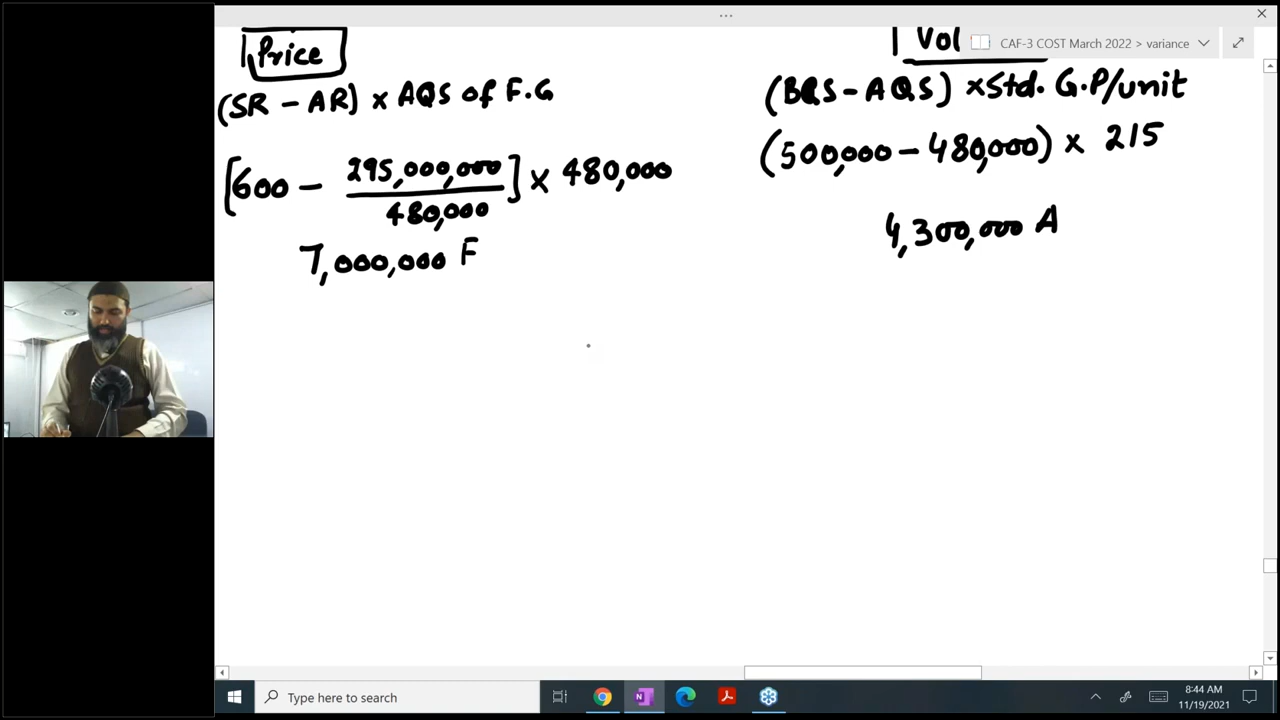 CAF-3 COST March 2022 > variance
Price
(SR - AR) × AQS of F.G
[600 - 295,000,000 / 480,000] × 480,000
7,000,000 F
Vol
(BQS - AQS) × Std. G.P/unit
(500,000 - 480,000) × 215
4,300,000 A
Type here to search
8:44 AM
11/19/2021